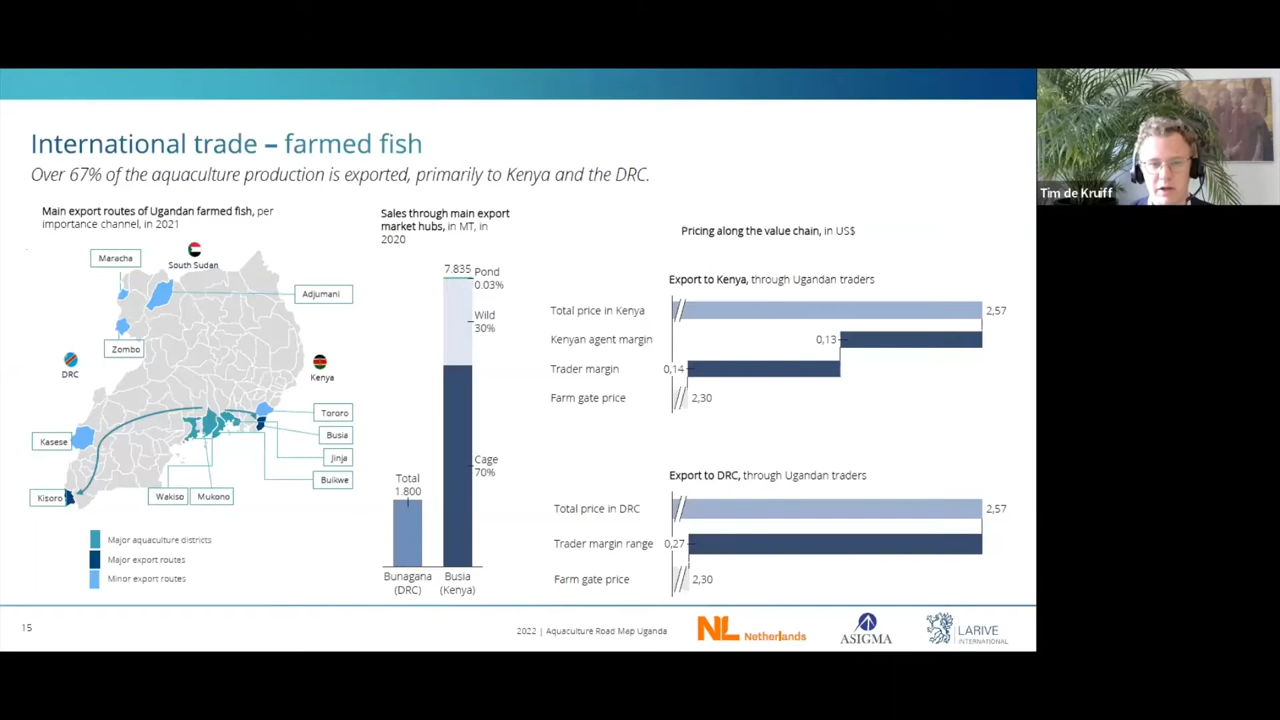 International trade – farmed fish
Over 67% of the aquaculture production is exported, primarily to Kenya and the DRC.
Main export routes of Ugandan farmed fish, per
importance channel, in 2021
Maracha
South Sudan
Adjumani
Zombo
DRC
Kenya
Tororo
Kasese
Busia
Jinja
Buikwe
Kisoro
Wakiso
Mukono
Major aquaculture districts
Major export routes
Minor export routes
Sales through main export
market hubs, in MT, in
2020
7.835
Pond
0.03%
Wild
30%
Cage
70%
Total
1.800
Bunagana
(DRC)
Busia
(Kenya)
Pricing along the value chain, in US$
Export to Kenya, through Ugandan traders
Total price in Kenya
2,57
Kenyan agent margin
0,13
Trader margin
0,14
Farm gate price
2,30
Export to DRC, through Ugandan traders
Total price in DRC
2,57
Trader margin range
0,27
Farm gate price
2,30
15
2022 | Aquaculture Road Map Uganda
NL Netherlands
ASIGMA
LARIVE
INTERNATIONAL
Tim de Kruiff